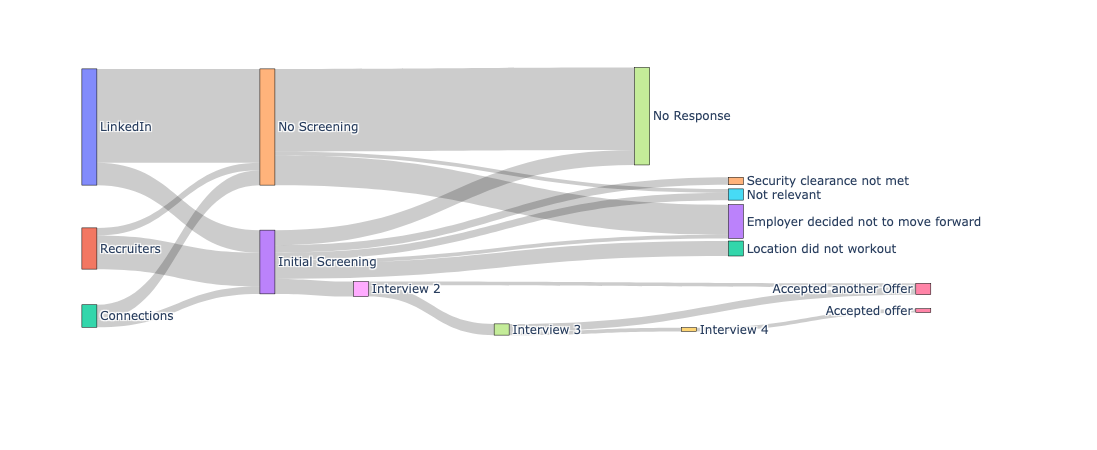 LinkedIn
No Screening
No Response
Security clearance not met
Not relevant
Employer decided not to move forward
Recruiters
Initial Screening
Location did not workout
Interview 2
Accepted another Offer
Connections
Accepted offer
Interview 3
Interview 4